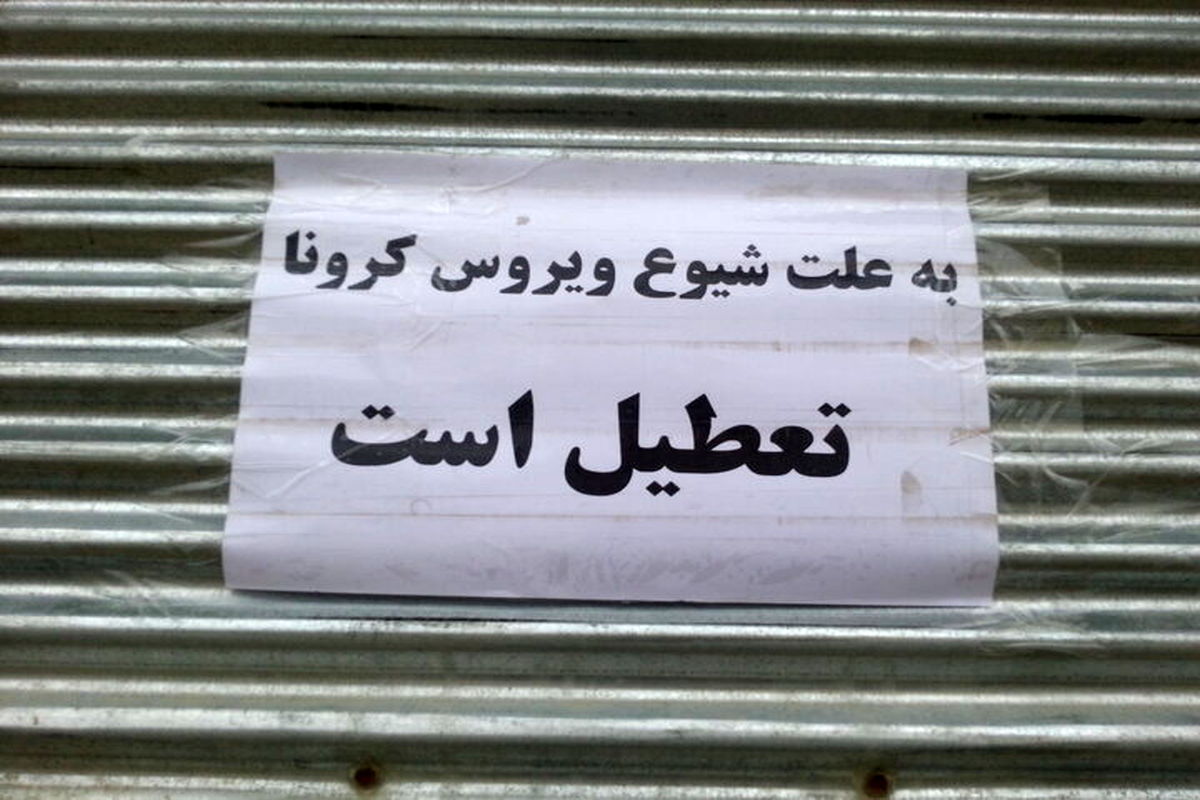 به علت شیوع ویروس کرونا
تعطیل است